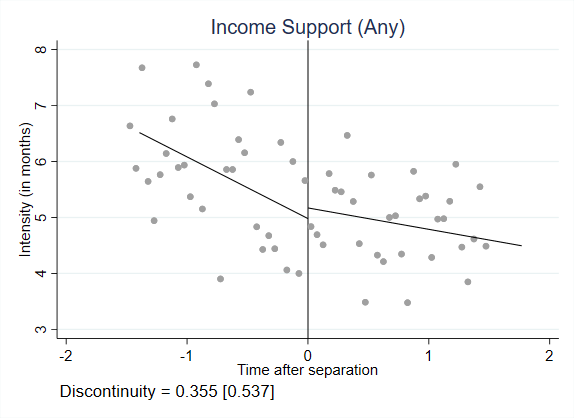 Income Support (Any)
Intensity (in months)
8
7
6
5
4
3
-2 -1 0 1 2
Time after separation
Discontinuity = 0.355 [0.537]